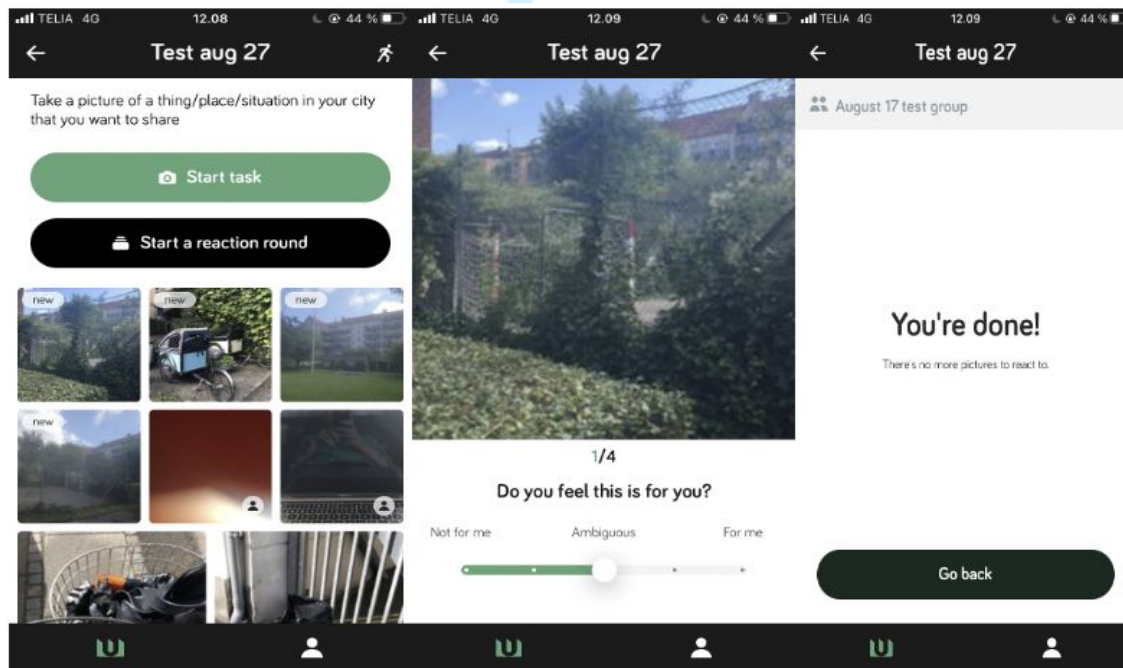 TELIA 4G 12.08 44 %
Test aug 27
Take a picture of a thing/place/situation in your city
that you want to share
Start task
Start a reaction round
new new new
new
TELIA 4G 12.09 44 %
Test aug 27
1/4
Do you feel this is for you?
Not for me Ambiguous For me
TELIA 4G 12.09 44 %
Test aug 27
August 17 test group
You're done!
There's no more pictures to react to.
Go back